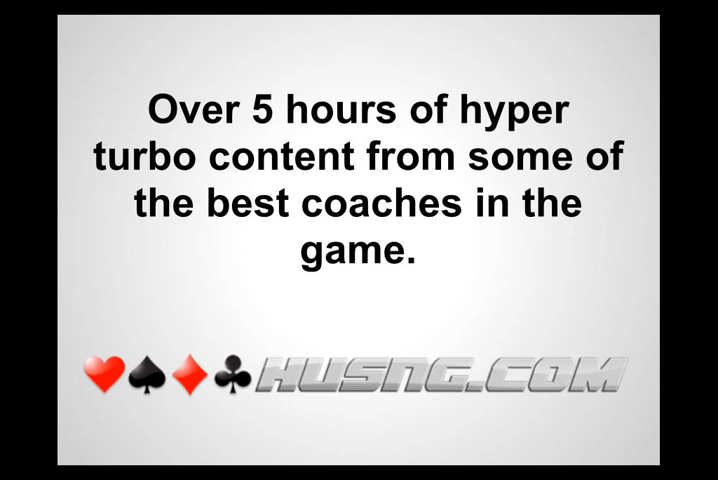 Over 5 hours of hyper
turbo content from some of
the best coaches in the
game.
HUSNG.COM